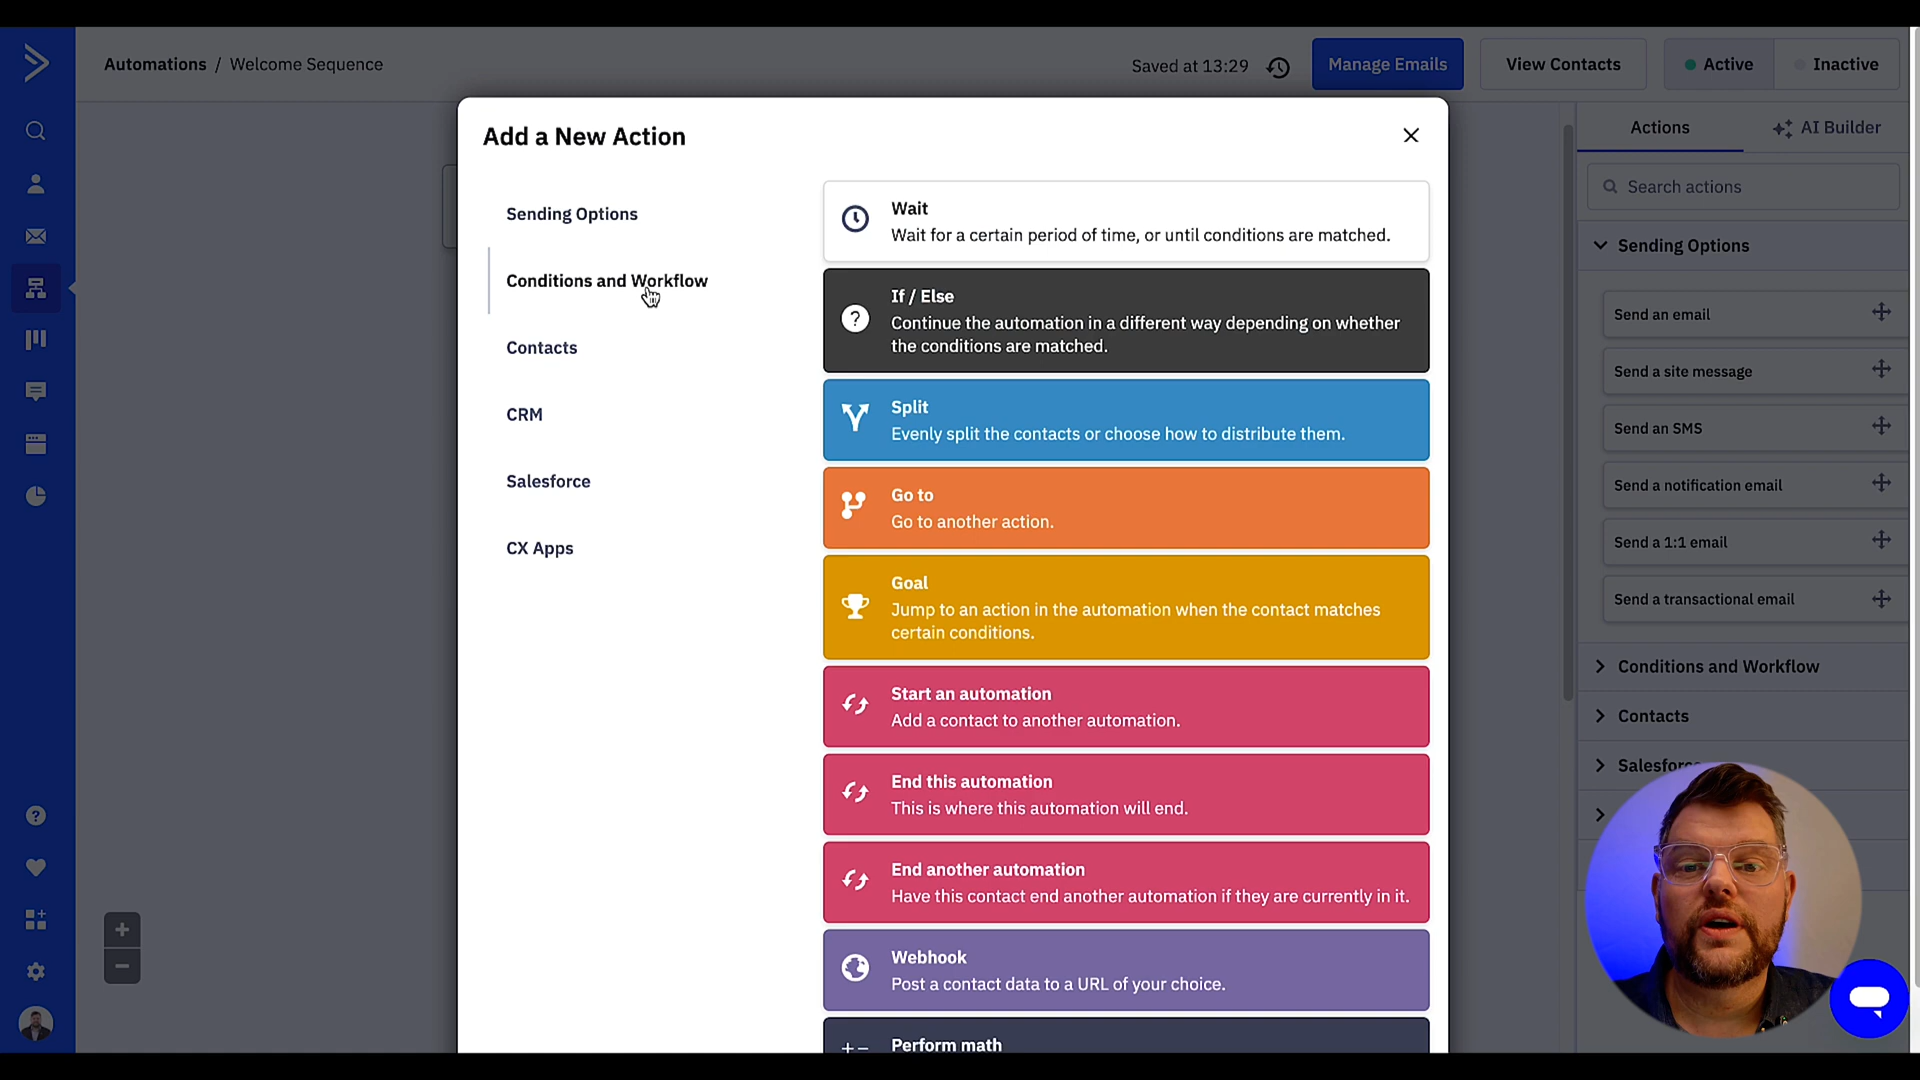 Automations / Welcome Sequence
Saved at 13:29
Manage Emails
View Contacts
Active
Inactive
Add a New Action
Sending Options
Conditions and Workflow
Contacts
CRM
Salesforce
CX Apps
Wait
Wait for a certain period of time, or until conditions are matched.
If / Else
Continue the automation in a different way depending on whether
the conditions are matched.
Split
Evenly split the contacts or choose how to distribute them.
Go to
Go to another action.
Goal
Jump to an action in the automation when the contact matches
certain conditions.
Start an automation
Add a contact to another automation.
End this automation
This is where this automation will end.
End another automation
Have this contact end another automation if they are currently in it.
Webhook
Post a contact data to a URL of your choice.
Perform math
Actions
AI Builder
Search actions
Sending Options
Send an email
Send a site message
Send an SMS
Send a notification email
Send a 1:1 email
Send a transactional email
Conditions and Workflow
Contacts
Salesforce